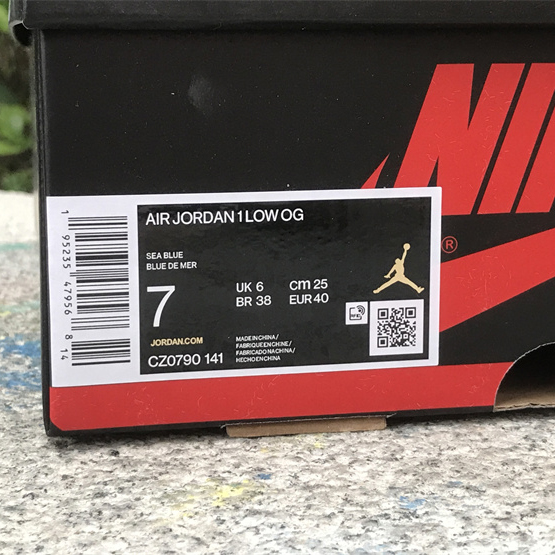 NIK
®
AIR JORDAN 1 LOW OG
SEA BLUE
BLUE DE MER
7
UK 6
cm 25
BR 38
EUR 40
JORDAN.COM
CZ0790 141
MADE IN CHINA /
FABRIQUE EN CHINE /
FABRICADO NA CHINA /
HECHO EN CHINA
1 95235 47956 8 14